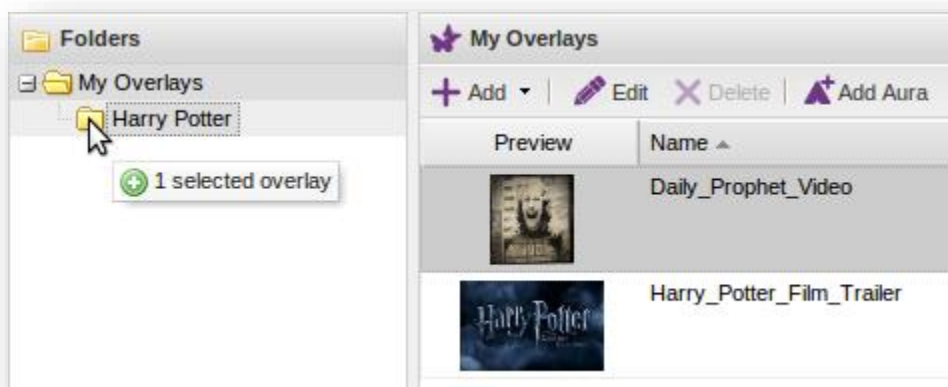 Folders
My Overlays
Harry Potter
1 selected overlay
My Overlays
Add Edit Delete Add Aura
Preview Name
Daily_Prophet_Video
Harry_Potter_Film_Trailer
Harry Potter